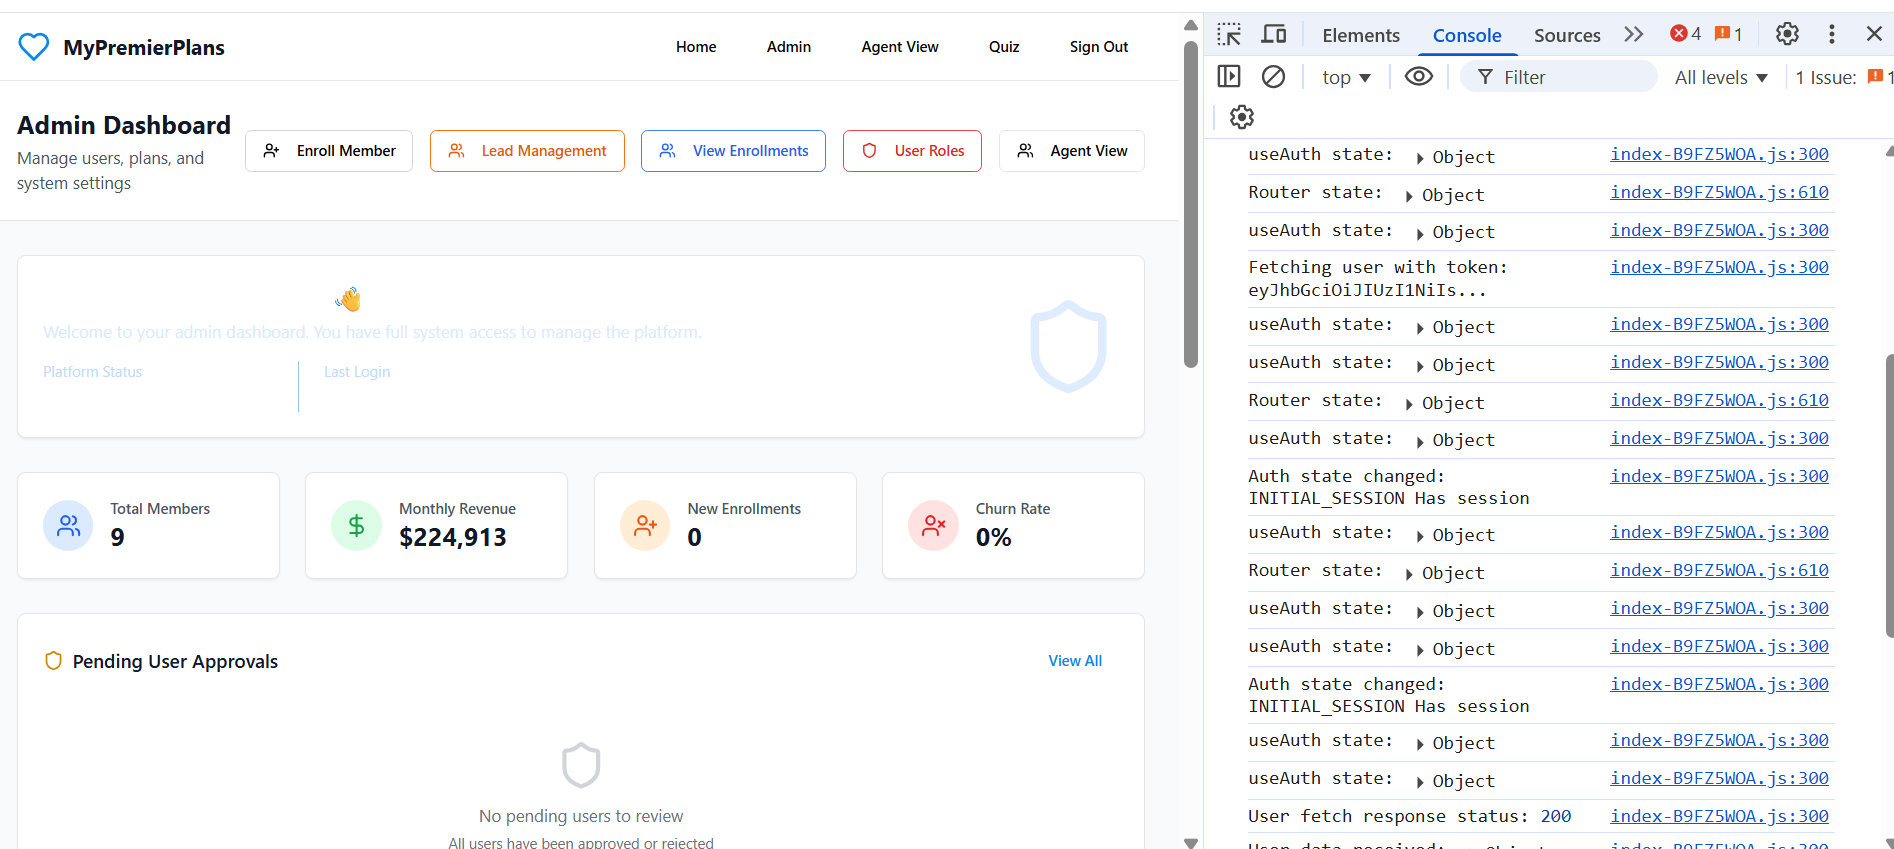 MyPremierPlans
Home
Admin
Agent View
Quiz
Sign Out
Admin Dashboard
Manage users, plans, and
system settings
Enroll Member
Lead Management
View Enrollments
User Roles
Agent View
Welcome to your admin dashboard. You have full system access to manage the platform.
Platform Status
Last Login
Total Members
9
Monthly Revenue
$224,913
New Enrollments
0
Churn Rate
0%
Pending User Approvals
View All
No pending users to review
All users have been approved or rejected
Elements
Console
Sources
4
1
top
Filter
All levels
1 Issue:
1
useAuth state: Object index-B9FZ5WOA.js:300
Router state: Object index-B9FZ5WOA.js:610
useAuth state: Object index-B9FZ5WOA.js:300
Fetching user with token: index-B9FZ5WOA.js:300
eyJhbGciOiJIUzI1NiIs...
useAuth state: Object index-B9FZ5WOA.js:300
useAuth state: Object index-B9FZ5WOA.js:300
Router state: Object index-B9FZ5WOA.js:610
useAuth state: Object index-B9FZ5WOA.js:300
Auth state changed: index-B9FZ5WOA.js:300
INITIAL_SESSION Has session
useAuth state: Object index-B9FZ5WOA.js:300
Router state: Object index-B9FZ5WOA.js:610
useAuth state: Object index-B9FZ5WOA.js:300
useAuth state: Object index-B9FZ5WOA.js:300
Auth state changed: index-B9FZ5WOA.js:300
INITIAL_SESSION Has session
useAuth state: Object index-B9FZ5WOA.js:300
useAuth state: Object index-B9FZ5WOA.js:300
User fetch response status: 200 index-B9FZ5WOA.js:300
User data received: Object index-B9FZ5WOA.js:300